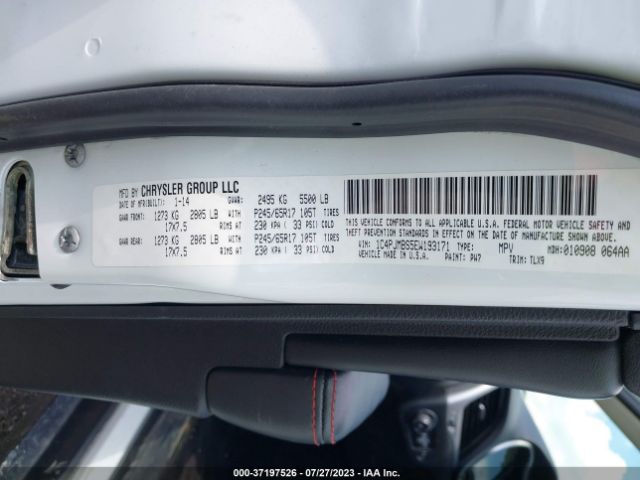 MFD BY CHRYSLER GROUP LLC
DATE OF MFR(BUILT): 1-14 GVWR: 2495 KG 5500 LB
GAWR FRONT: 1273 KG 2805 LB WITH P245/65R17 105T TIRES
17X7.5 RIMS AT 230 KPA ( 33 PSI) COLD
GAWR REAR: 1273 KG 2805 LB WITH P245/65R17 105T TIRES
17X7.5 RIMS AT 230 KPA ( 33 PSI) COLD
THIS VEHICLE CONFORMS TO ALL APPLICABLE U.S.A. FEDERAL MOTOR VEHICLE SAFETY,
THEFT PREVENTION STANDARDS IN EFFECT ON THE DATE OF MANUFACTURE SHOWN ABOVE.
VIN: 1C4PJMBS5EW193171 TYPE: MPV MDH: 010908 064AA
VEHICLE MADE IN U.S.A. PAINT: PW7 TRIM: TLX9
000-37197526 - 07/27/2023 - IAA Inc.